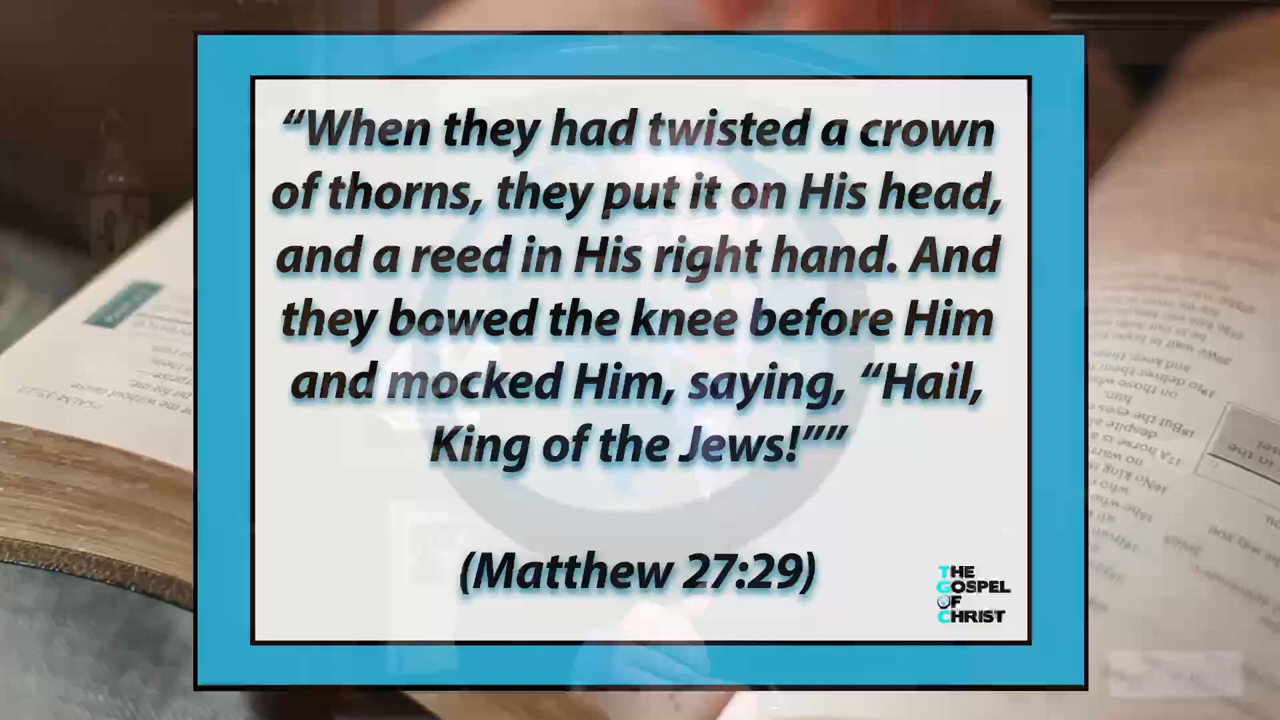 “When they had twisted a crown
of thorns, they put it on His head,
and a reed in His right hand. And
they bowed the knee before Him
and mocked Him, saying, “Hail,
King of the Jews!””
(Matthew 27:29)
THE
GOSPEL
OF
CHRIST